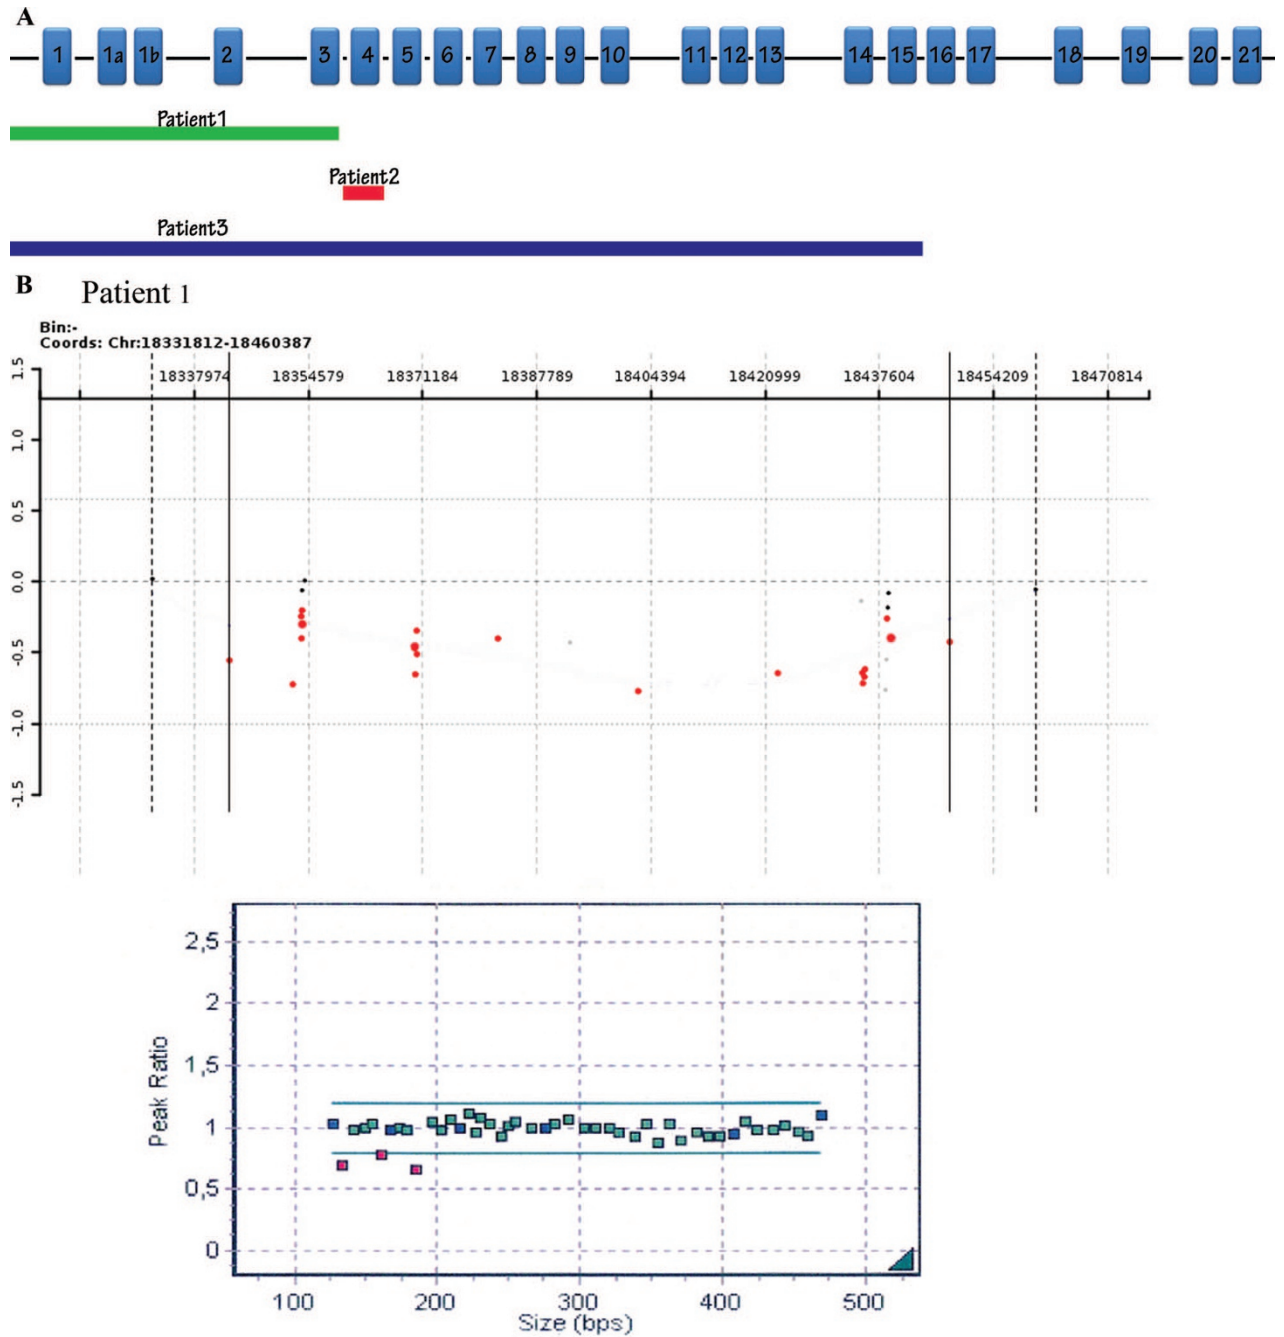 A
1 1a 1b 2 3 4 5 6 7 8 9 10 11 12 13 14 15 16 17 18 19 20 21
Patient1
Patient2
Patient3
B Patient 1
Bin:-
Coords: Chr:18331812-18460387
18337974 18354579 18371184 18387789 18404394 18420999 18437604 18454209 18470814
1.5
1.0
0.5
0.0
-0.5
-1.0
-1.5
2,5
2
1,5
1
0,5
0
Peak Ratio
100 200 300 400 500
Size (bps)